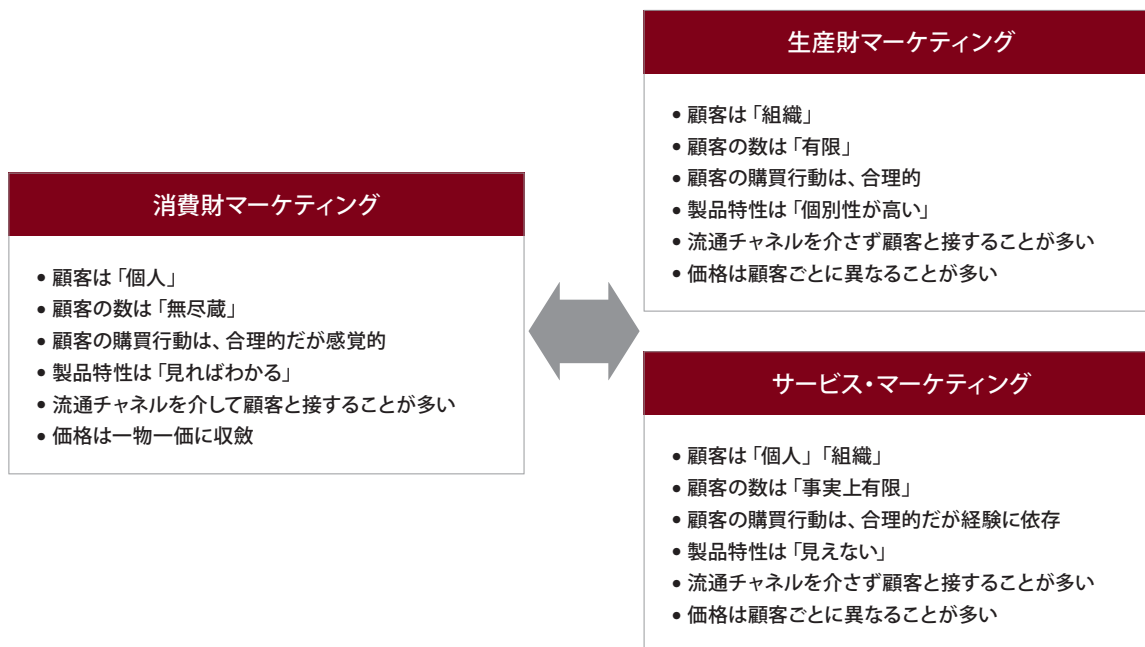 消費財マーケティング
• 顧客は「個人」
• 顧客の数は「無尽蔵」
• 顧客の購買行動は、合理的だが感覚的
• 製品特性は「見ればわかる」
• 流通チャネルを介して顧客と接することが多い
• 価格は一物一価に収斂
生産財マーケティング
• 顧客は「組織」
• 顧客の数は「有限」
• 顧客の購買行動は、合理的
• 製品特性は「個別性が高い」
• 流通チャネルを介さず顧客と接することが多い
• 価格は顧客ごとに異なることが多い
サービス・マーケティング
• 顧客は「個人」「組織」
• 顧客の数は「事実上有限」
• 顧客の購買行動は、合理的だが経験に依存
• 製品特性は「見えない」
• 流通チャネルを介さず顧客と接することが多い
• 価格は顧客ごとに異なることが多い